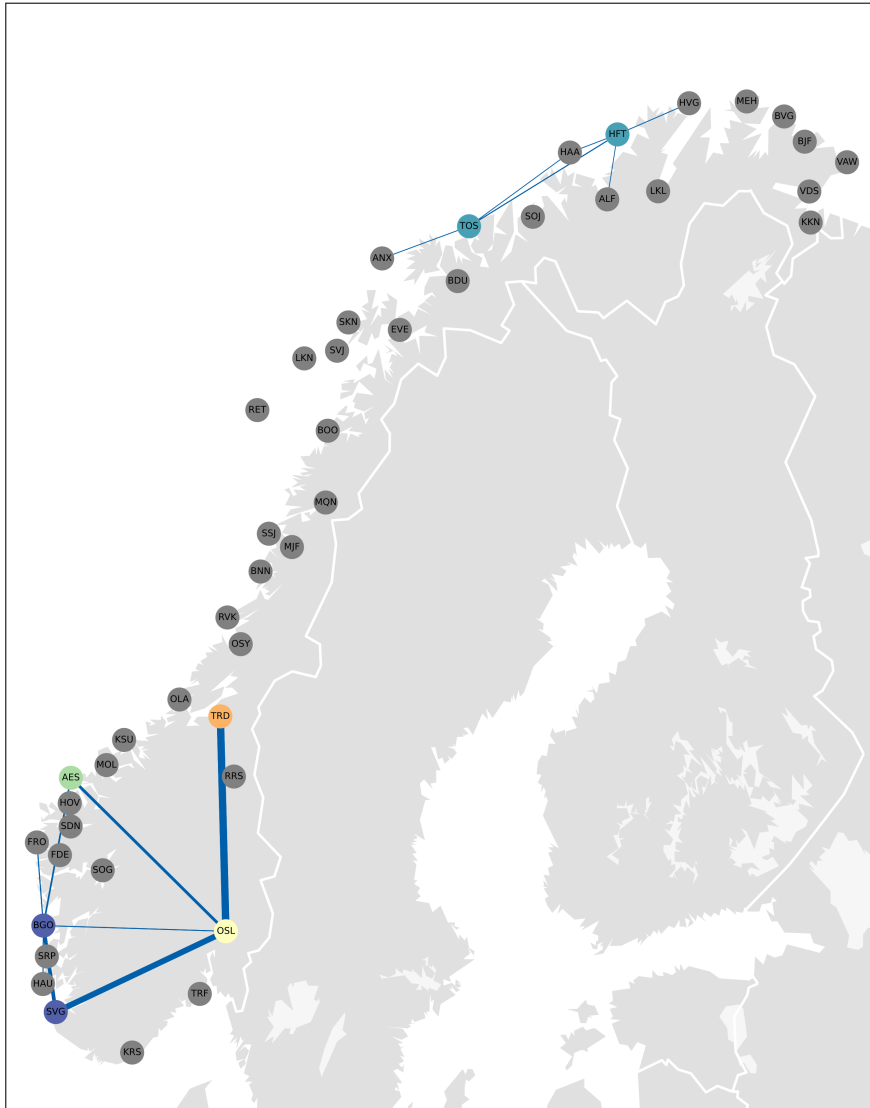 MEH
HVG
BVG
HFT
BJF
HAA
VAW
LKL
VDS
ALF
SOJ
KKN
TOS
ANX
BDU
SKN
EVE
SVJ
LKN
RET
BOO
MQN
SSJ
MJF
BNN
RVK
OSY
OLA
TRD
KSU
MOL
RRS
AES
HOV
SDN
FRO
FDE
SOG
BGO
OSL
SRP
HAU
TRF
SVG
KRS